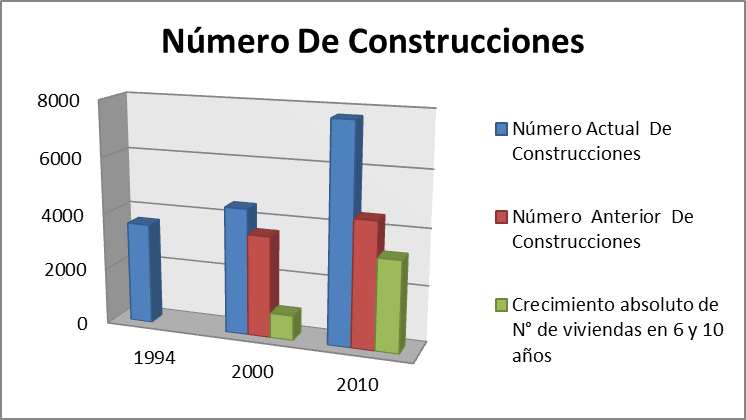 Número De Construcciones
8000
6000
4000
2000
0
1994
2000
2010
Número Actual De
Construcciones
Número Anterior De
Construcciones
Crecimiento absoluto de
N° de viviendas en 6 y 10
años